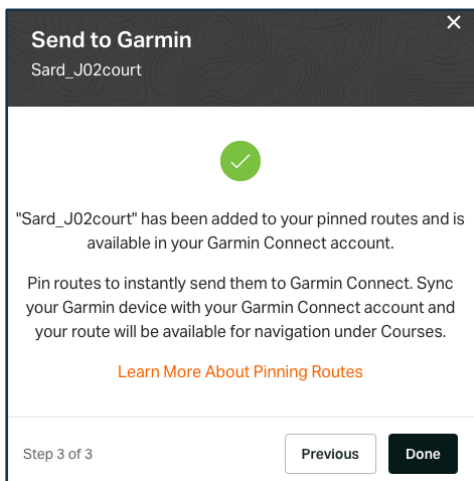 Send to Garmin
Sard_J02court
"Sard_J02court" has been added to your pinned routes and is
available in your Garmin Connect account.
Pin routes to instantly send them to Garmin Connect. Sync
your Garmin device with your Garmin Connect account and
your route will be available for navigation under Courses.
Learn More About Pinning Routes
Step 3 of 3
Previous
Done